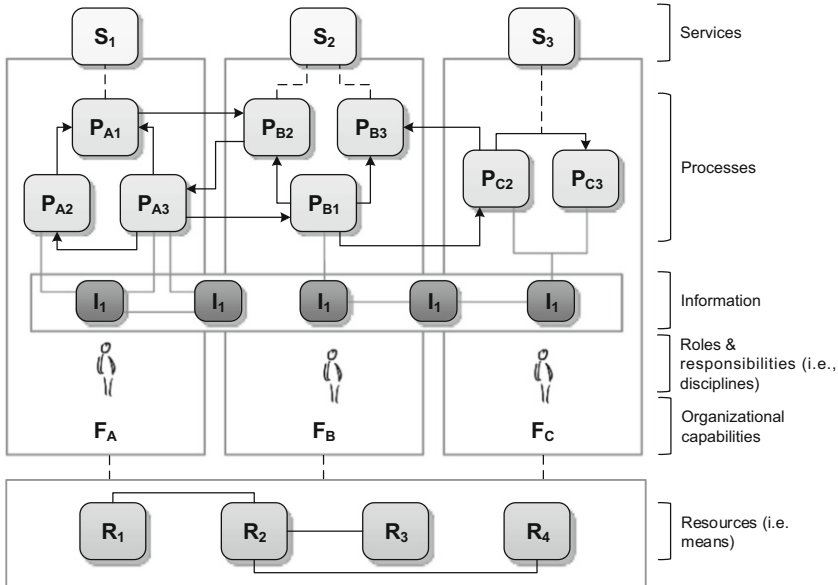 S1
S2
S3
Services
PA1
PB2
PB3
PC2
PC3
Processes
PA2
PA3
PB1
I1
I1
I1
I1
I1
Information
Roles &
responsibilities (i.e.,
disciplines)
FA
FB
FC
Organizational
capabilities
R1
R2
R3
R4
Resources (i.e.
means)